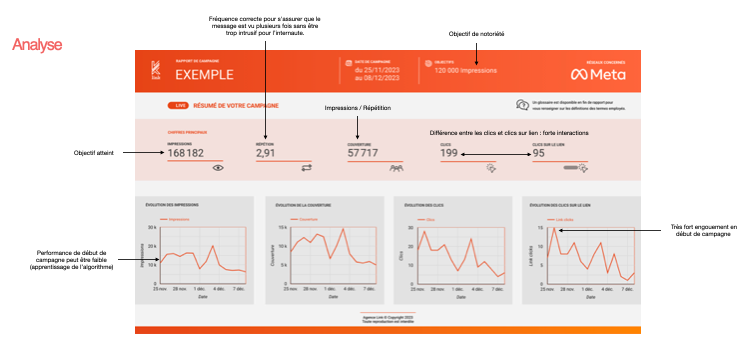 Analyse
Fréquence correcte pour s'assurer que le
message est vu plusieurs fois sans être
trop intrusif pour l'internaute.
Objectif de notoriété
link
RAPPORT DE CAMPAGNE
EXEMPLE
DATE DE CAMPAGNE
du 25/11/2023
au 08/12/2023
OBJECTIFS
120 000 Impressions
RÉSEAUX CONCERNÉS
Meta
LIVE RÉSUMÉ DE VOTRE CAMPAGNE
Un glossaire est disponible en fin de rapport pour
vous renseigner sur les définitions des termes employés.
Impressions / Répétition
CHIFFRES PRINCIPAUX
Différence entre les clics et clics sur lien : forte interactions
Objectif atteint
IMPRESSIONS
168 182
RÉPÉTITION
2,91
COUVERTURE
57 717
CLICS
199
CLICS SUR LE LIEN
95
ÉVOLUTION DES IMPRESSIONS
Impressions
30 k
20 k
10 k
0
25 nov. 28 nov. 1 déc. 4 déc. 7 déc.
Date
ÉVOLUTION DE LA COUVERTURE
Couverture
15 k
10 k
5 k
0
Couverture
25 nov. 28 nov. 1 déc. 4 déc. 7 déc.
Date
ÉVOLUTION DES CLICS
Clics
30
20
10
0
Clics
25 nov. 28 nov. 1 déc. 4 déc. 7 déc.
Date
ÉVOLUTION DES CLICS SUR LE LIEN
Link clicks
15
10
5
0
Link clicks
25 nov. 28 nov. 1 déc. 4 déc. 7 déc.
Date
Très fort engouement en
début de campagne
Performance de début de
campagne peut être faible
(apprentissage de l'algorithme)
Agence Link © Copyright 2023
Toute reproduction est interdite